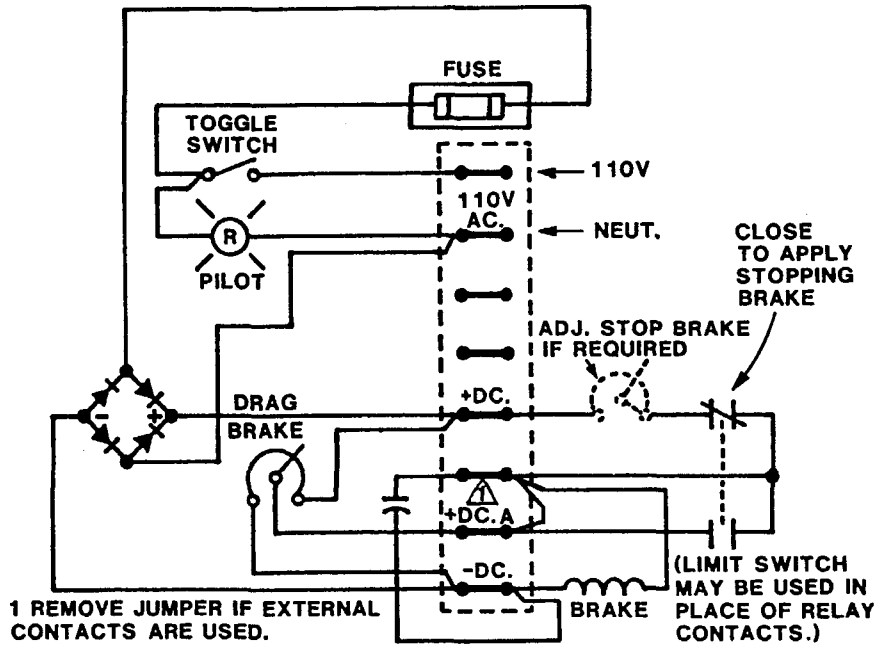 FUSE
TOGGLE
SWITCH
110V
110V
AC.
NEUT.
R
PILOT
CLOSE
TO APPLY
STOPPING
BRAKE
ADJ. STOP BRAKE
IF REQUIRED
+DC.
DRAG
BRAKE
-
+
1
+DC. A
-DC.
BRAKE
(LIMIT SWITCH
MAY BE USED IN
PLACE OF RELAY
CONTACTS.)
1 REMOVE JUMPER IF EXTERNAL
CONTACTS ARE USED.